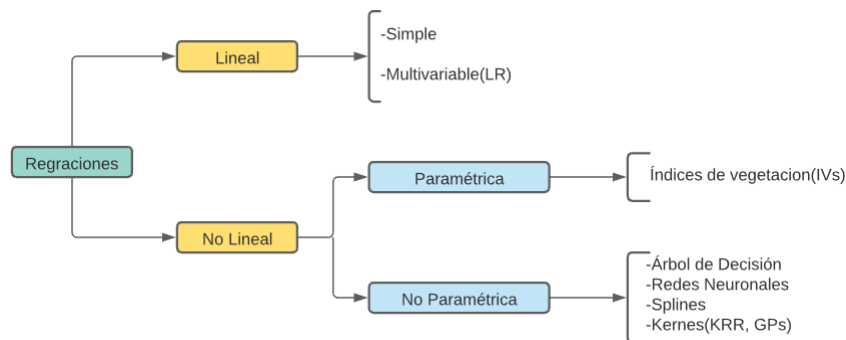 Regraciones
Lineal
-Simple
-Multivariable(LR)
No Lineal
Paramétrica
Índices de vegetacion(IVs)
No Paramétrica
-Árbol de Decisión
-Redes Neuronales
-Splines
-Kernes(KRR, GPs)